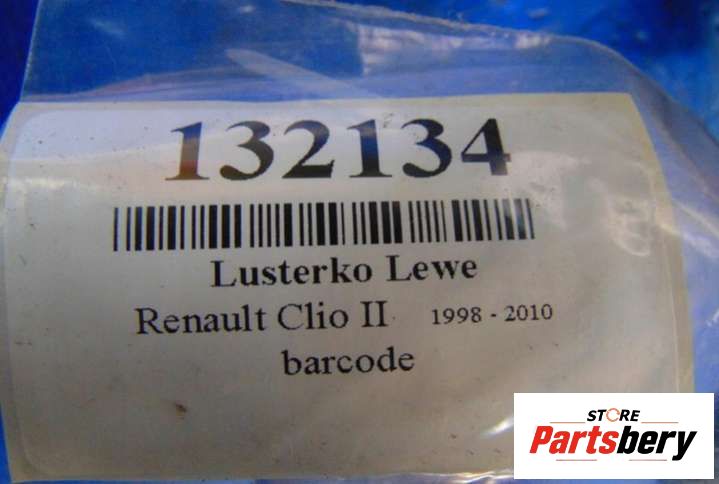 132134
Lusterko Lewe
Renault Clio II 1998 - 2010
barcode
STORE
Partsbery